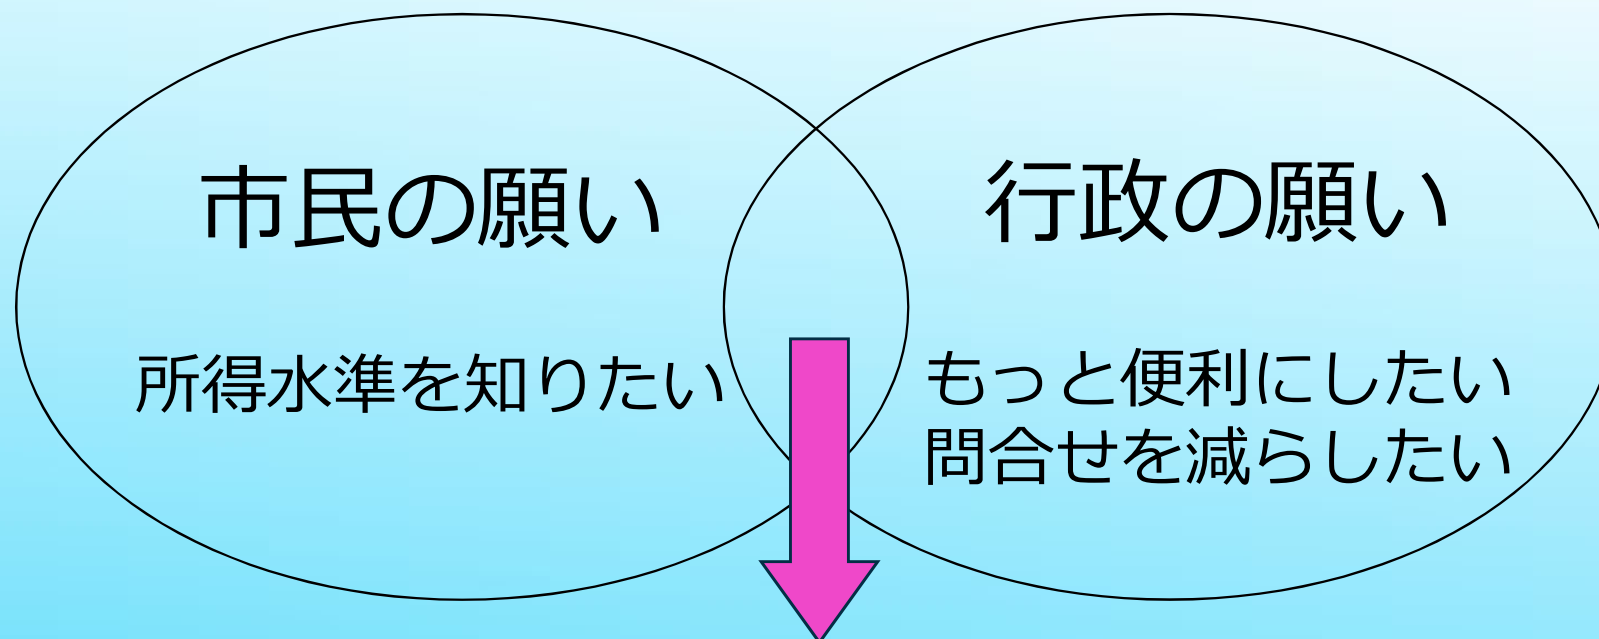 市民の願い
所得水準を知りたい
行政の願い
もっと便利にしたい
問合せを減らしたい